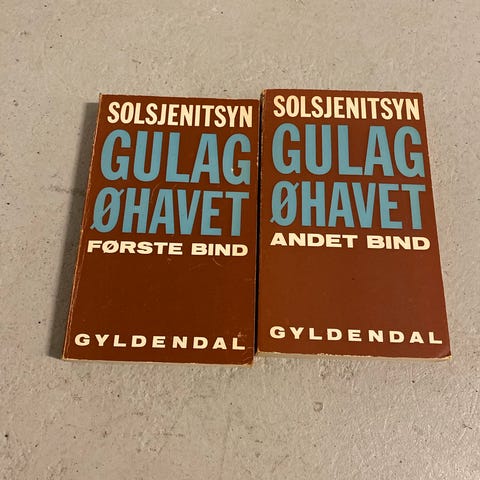 SOLSJENITSYN
GULAG
ØHAVET
FØRSTE BIND
GYLDENDAL
SOLSJENITSYN
GULAG
ØHAVET
ANDET BIND
GYLDENDAL